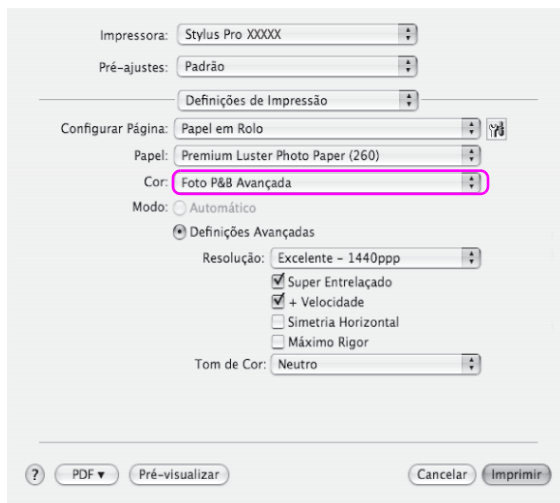 Impressora: Stylus Pro XXXXX
Pré-ajustes: Padrão
Definições de Impressão
Configurar Página: Papel em Rolo
Papel: Premium Luster Photo Paper (260)
Cor: Foto P&B Avançada
Modo: Automático
Definições Avançadas
Resolução: Excelente - 1440ppp
Super Entrelaçado
+ Velocidade
Simetria Horizontal
Máximo Rigor
Tom de Cor: Neutro
? PDF ▼ Pré-visualizar Cancelar Imprimir